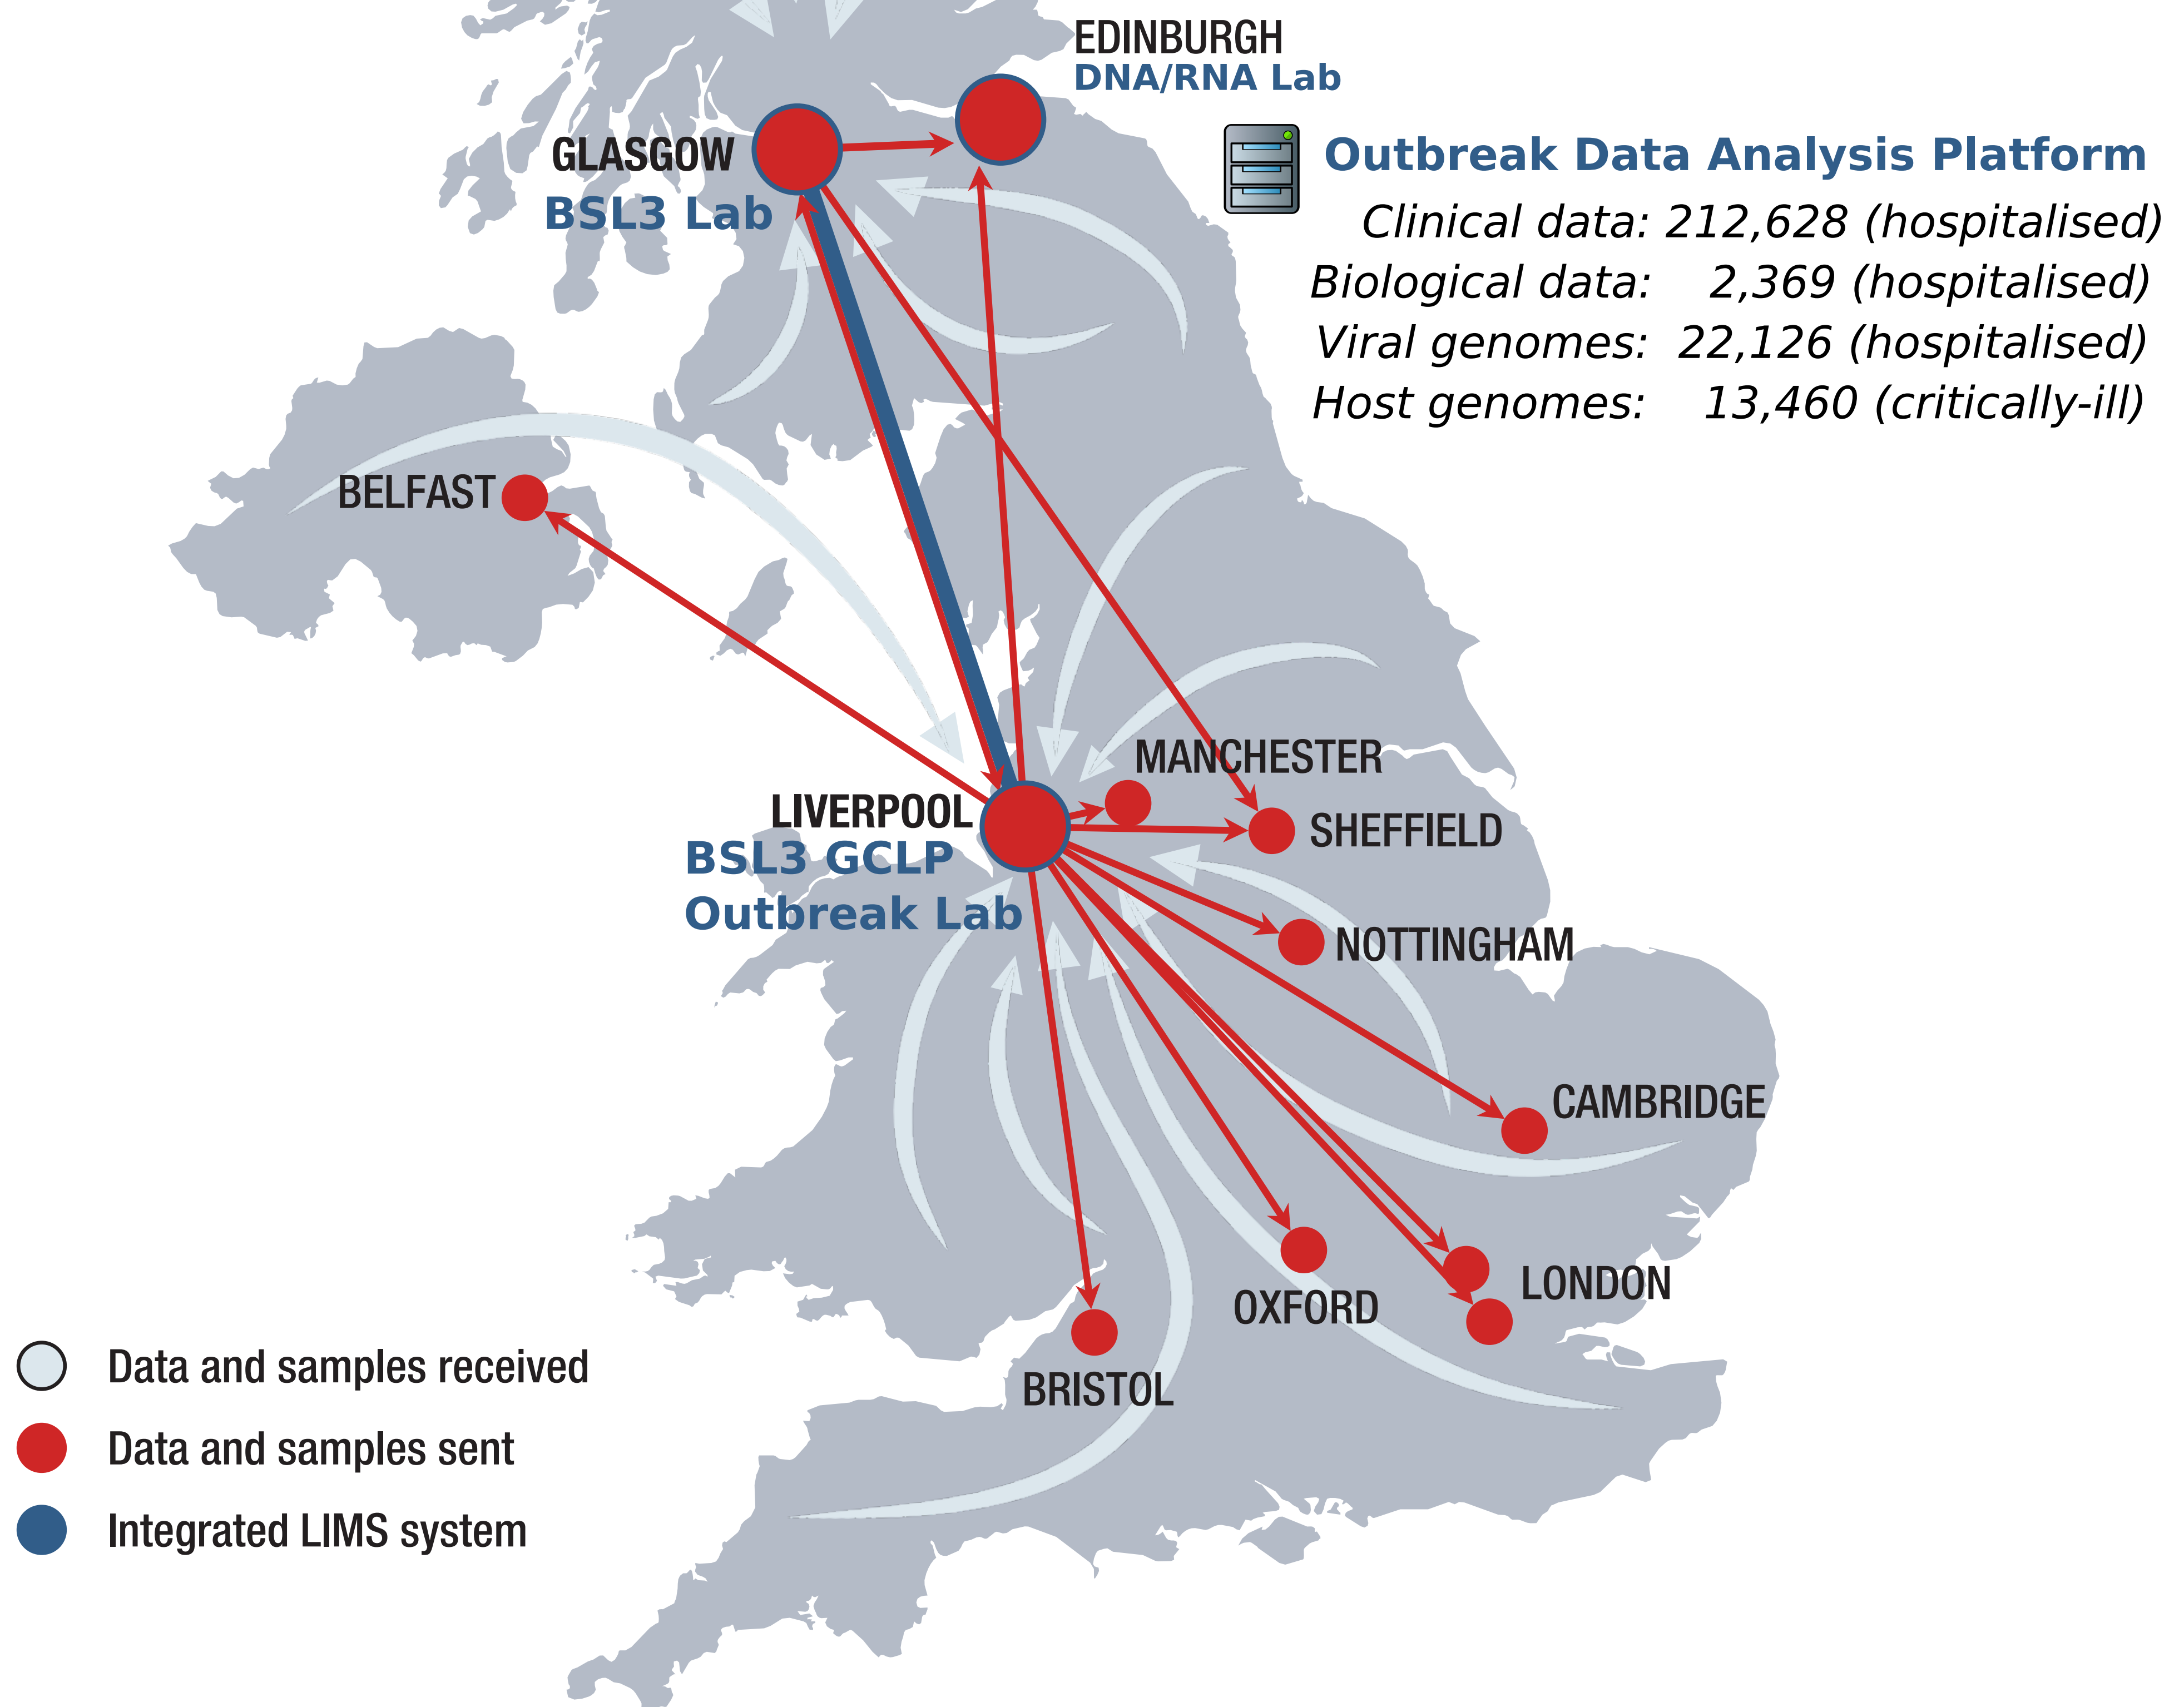 EDINBURGH
DNA/RNA Lab
GLASGOW
BSL3 Lab
Outbreak Data Analysis Platform
Clinical data: 212,628 (hospitalised)
Biological data: 2,369 (hospitalised)
Viral genomes: 22,126 (hospitalised)
Host genomes: 13,460 (critically-ill)
BELFAST
MANCHESTER
LIVERPOOL
BSL3 GCLP
Outbreak Lab
SHEFFIELD
NOTTINGHAM
CAMBRIDGE
LONDON
OXFORD
BRISTOL
Data and samples received
Data and samples sent
Integrated LIMS system